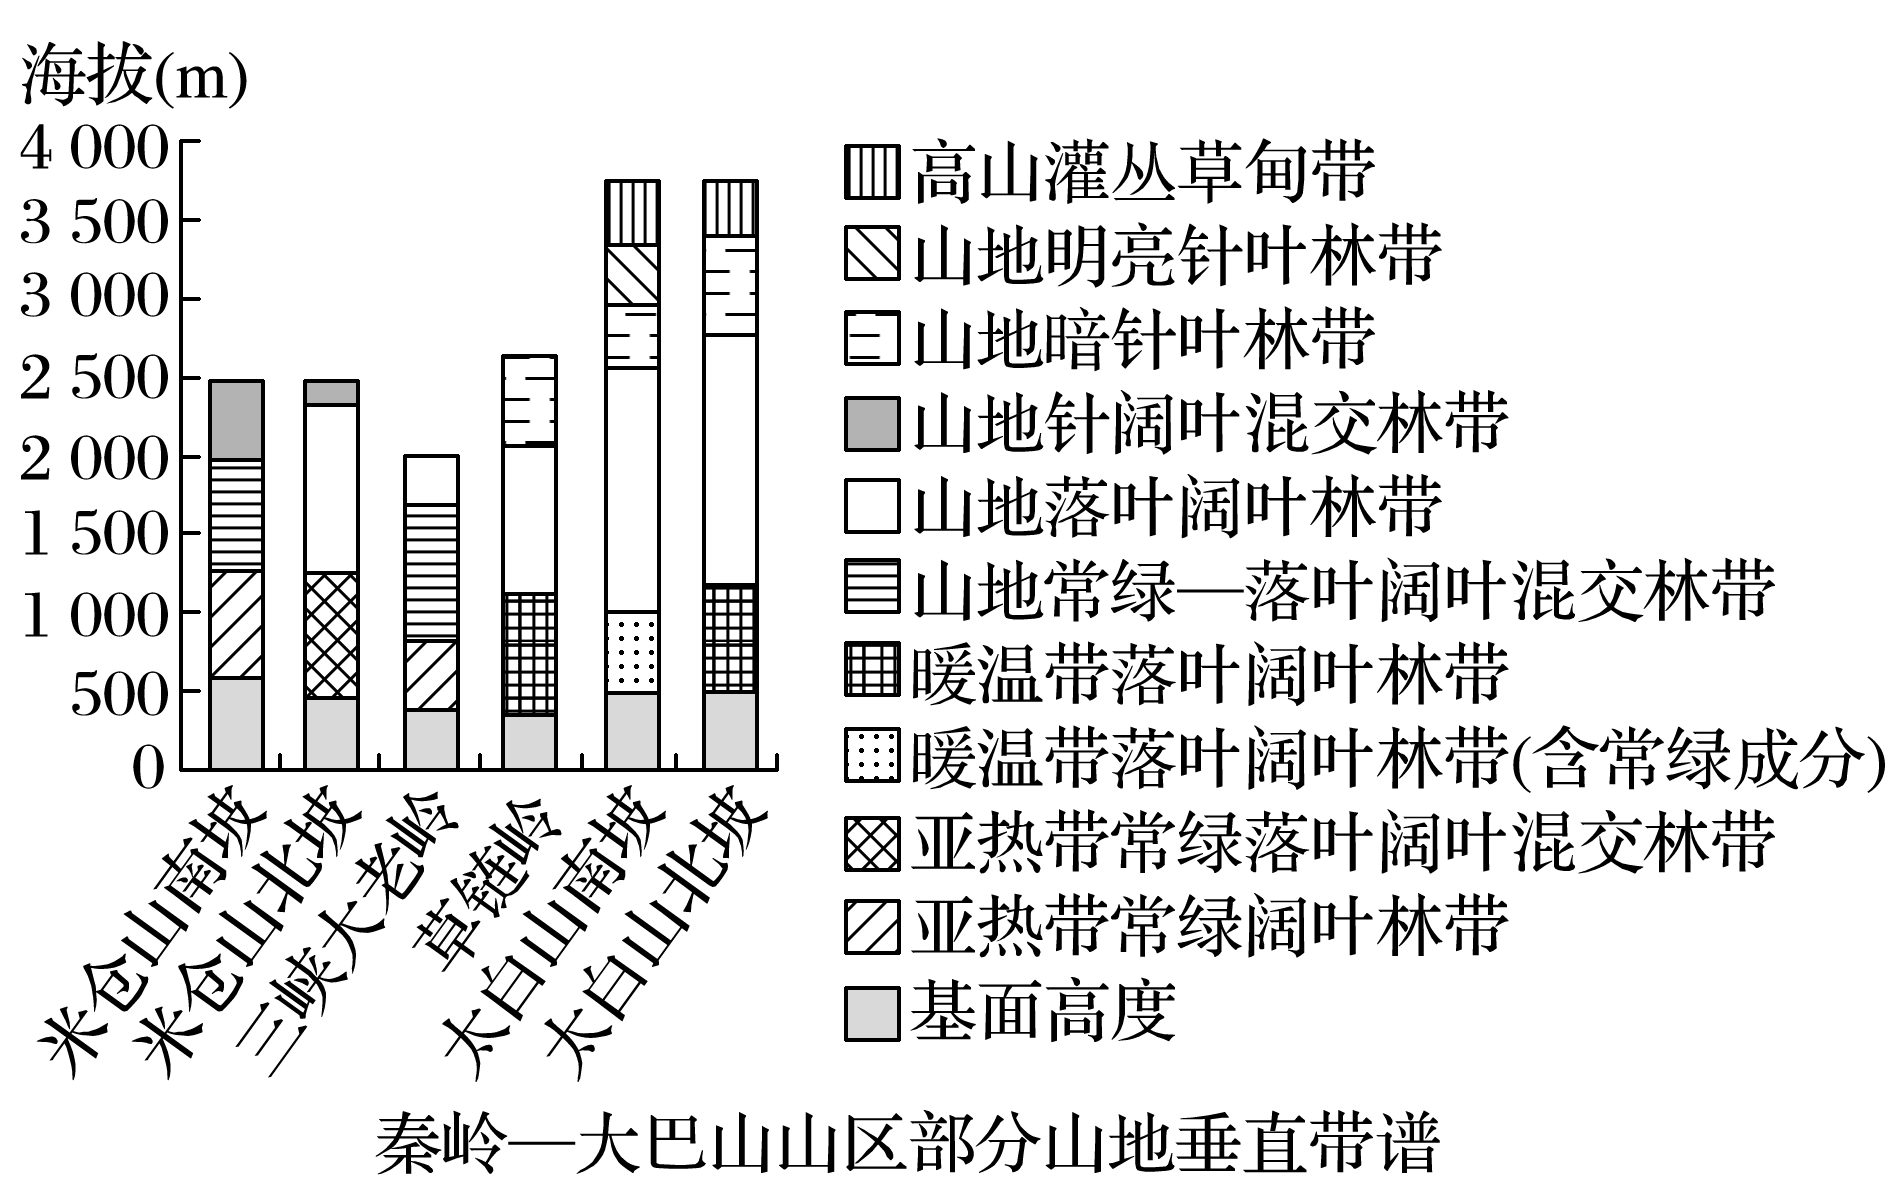 海拔(m)
4 000
3 500
3 000
2 500
2 000
1 500
1 000
500
0
米仓山南坡
米仓山北坡
三峡大老岭
草链岭
太白山南坡
太白山北坡
高山灌丛草甸带
山地明亮针叶林带
山地暗针叶林带
山地针阔叶混交林带
山地落叶阔叶林带
山地常绿—落叶阔叶混交林带
暖温带落叶阔叶林带
暖温带落叶阔叶林带(含常绿成分)
亚热带常绿落叶阔叶混交林带
亚热带常绿阔叶林带
基面高度
秦岭—大巴山山区部分山地垂直带谱